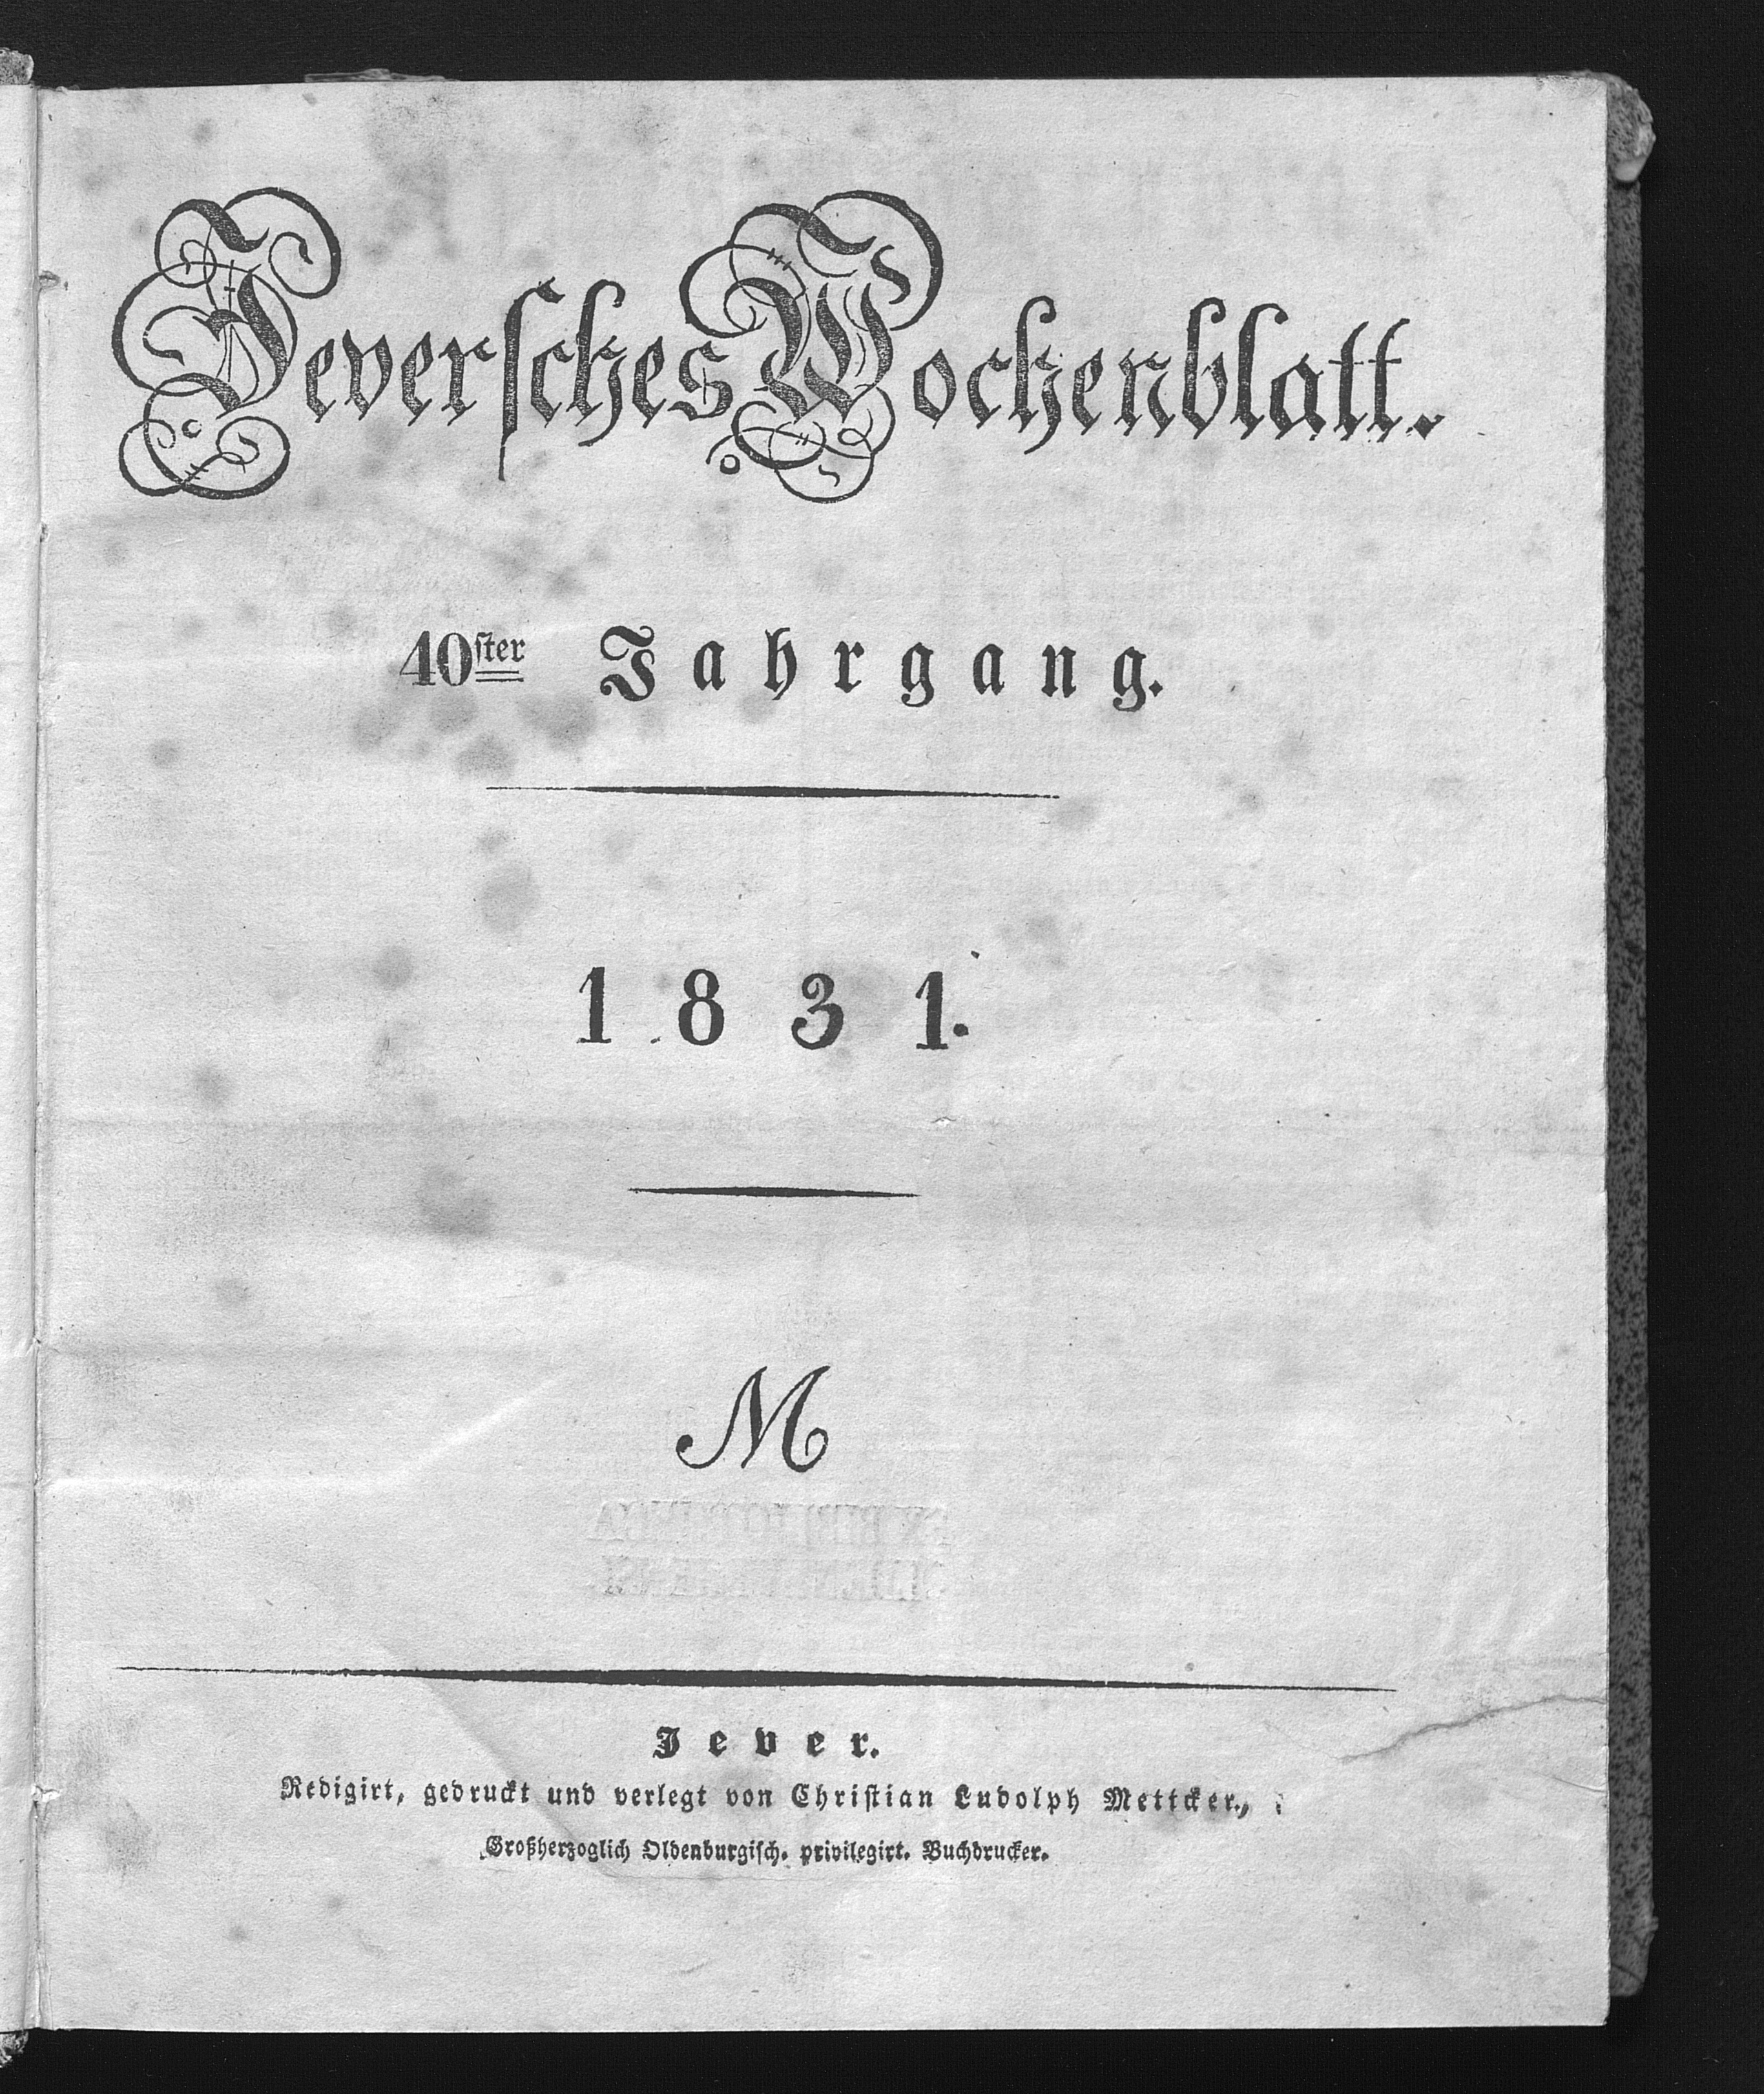 Jeversches Wochenblatt.
40ster Jahrgang.
1831.
M
Jever.
Redigirt, gedruckt und verlegt von Christian Ludolph Mettcker,
Großherzoglich Oldenburgisch. privilegirt. Buchdrucker.